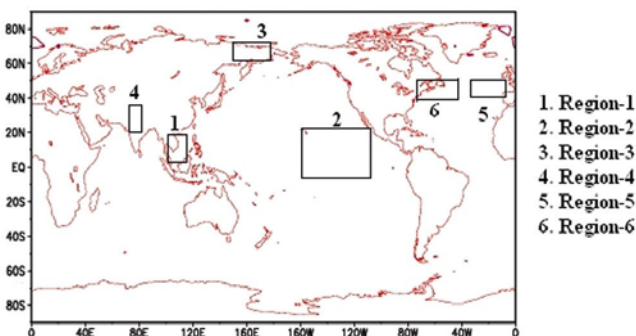 80N
3
60N
4
1. Region-1
40N
6
5
2. Region-2
1
2
3. Region-3
20N
4. Region-4
EQ
5. Region-5
20S
6. Region-6
40S
60S
80S
0 40E 80E 120E 160E 160W 120W 80W 40W 0